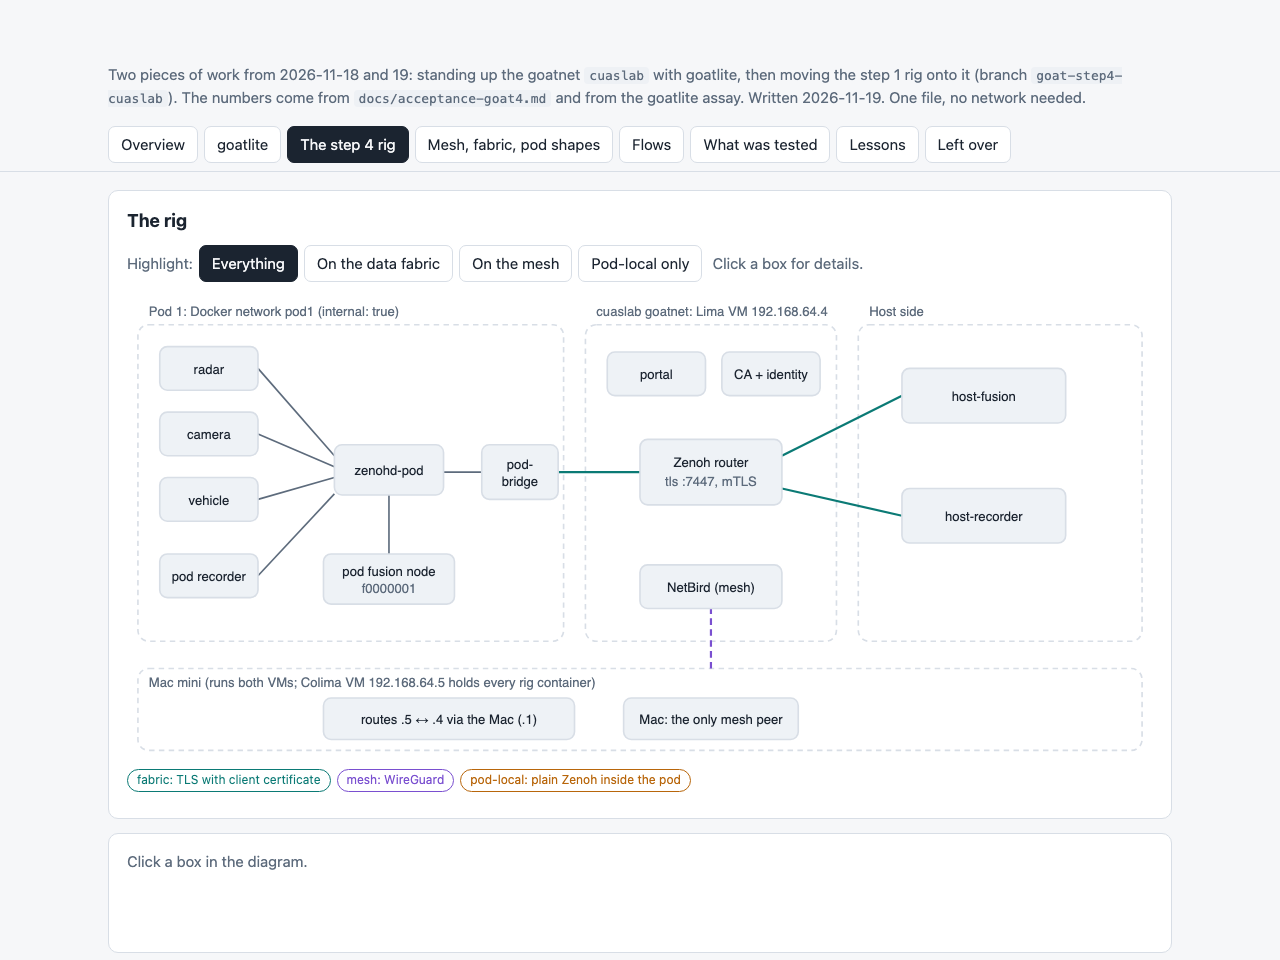 Two pieces of work from 2026-11-18 and 19: standing up the goatnet cuaslab with goatlite, then moving the step 1 rig onto it (branch goat-step4-
cuaslab ). The numbers come from docs/acceptance-goat4.md and from the goatlite assay. Written 2026-11-19. One file, no network needed.
Overview goatlite The step 4 rig Mesh, fabric, pod shapes Flows What was tested Lessons Left over
The rig
Highlight: Everything On the data fabric On the mesh Pod-local only Click a box for details.
Pod 1: Docker network pod1 (internal: true)
radar
camera
vehicle
pod recorder
zenohd-pod
pod-
bridge
pod fusion node
f0000001
cuaslab goatnet: Lima VM 192.168.64.4
portal
CA + identity
Zenoh router
tls :7447, mTLS
NetBird (mesh)
Host side
host-fusion
host-recorder
Mac mini (runs both VMs; Colima VM 192.168.64.5 holds every rig container)
routes .5 ↔ .4 via the Mac (.1)
Mac: the only mesh peer
fabric: TLS with client certificate mesh: WireGuard pod-local: plain Zenoh inside the pod
Click a box in the diagram.